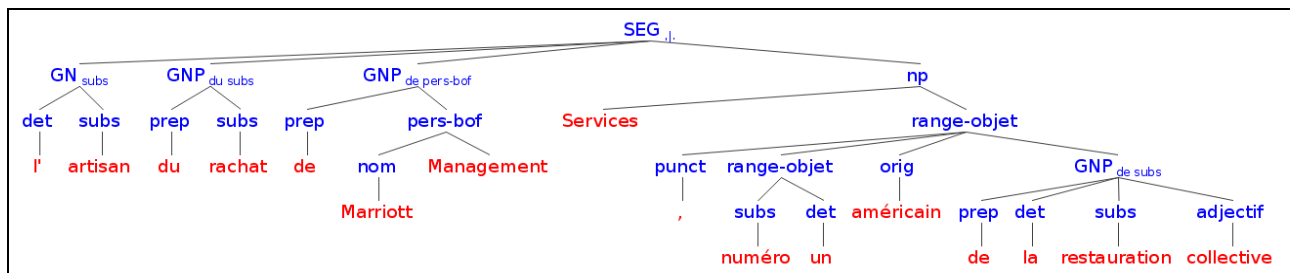 SEG .|.
GN subs GNP du subs GNP de pers-bof np
det subs prep subs prep pers-bof Services range-objet
l' artisan du rachat de nom Management punct range-objet orig GNP de subs
Marriott , subs det américain prep det subs adjectif
numéro un de la restauration collective